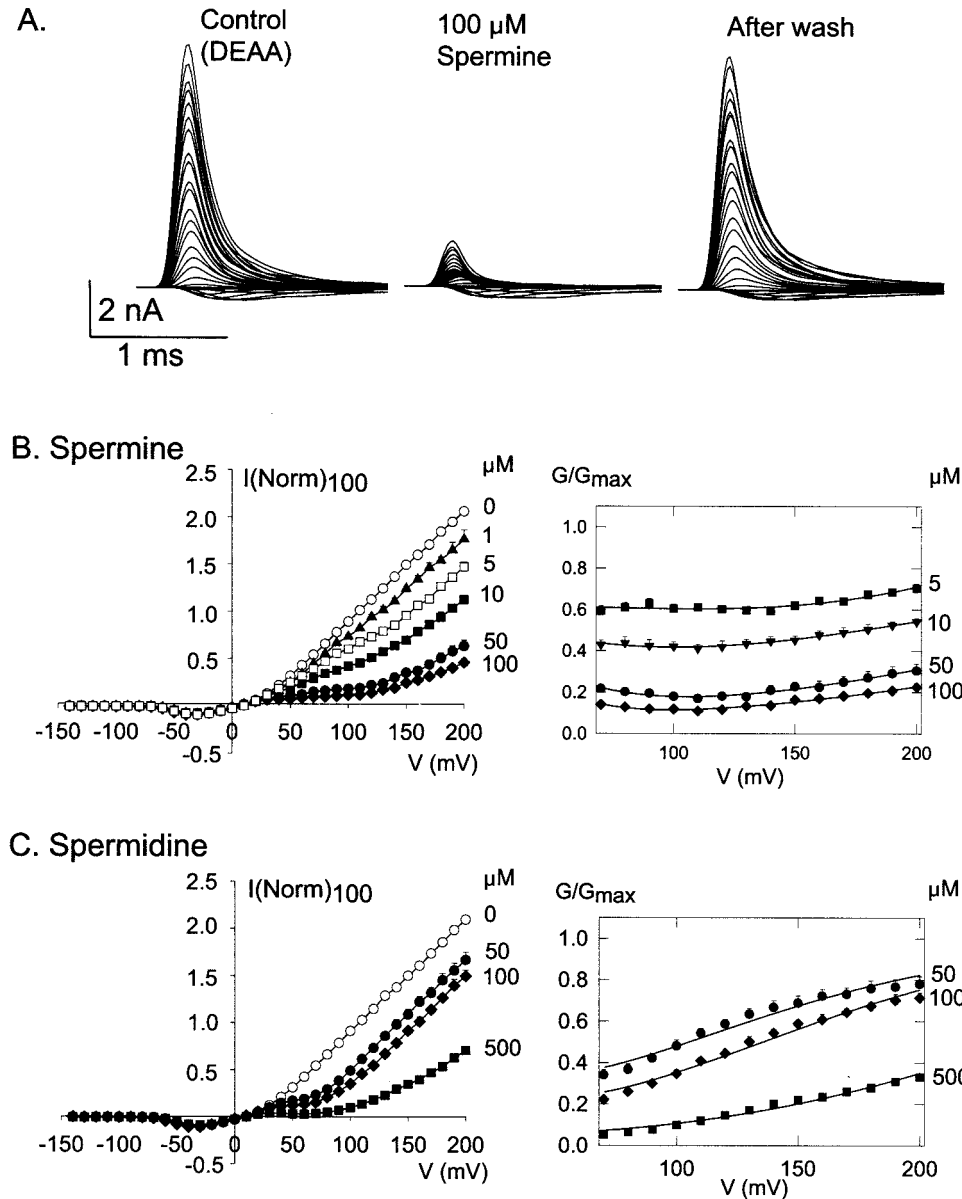 A.
Control
(DEAA)
100 µM
Spermine
After wash
2 nA
1 ms
B. Spermine
I(Norm)100
µM
2.5
2.0
1.5
1.0
0.5
-0.5
0
1
5
10
50
100
-150 -100 -50 0 50 100 150 200
V (mV)
G/Gmax
µM
1.0
0.8
0.6
0.4
0.2
0.0
5
10
50
100
100 150 200
V (mV)
C. Spermidine
I(Norm)100
µM
2.5
2.0
1.5
1.0
0.5
-0.5
0
50
100
500
-150 -100 -50 0 50 100 150 200
V (mV)
G/Gmax
µM
1.0
0.8
0.6
0.4
0.2
0.0
50
100
500
100 150 200
V (mV)